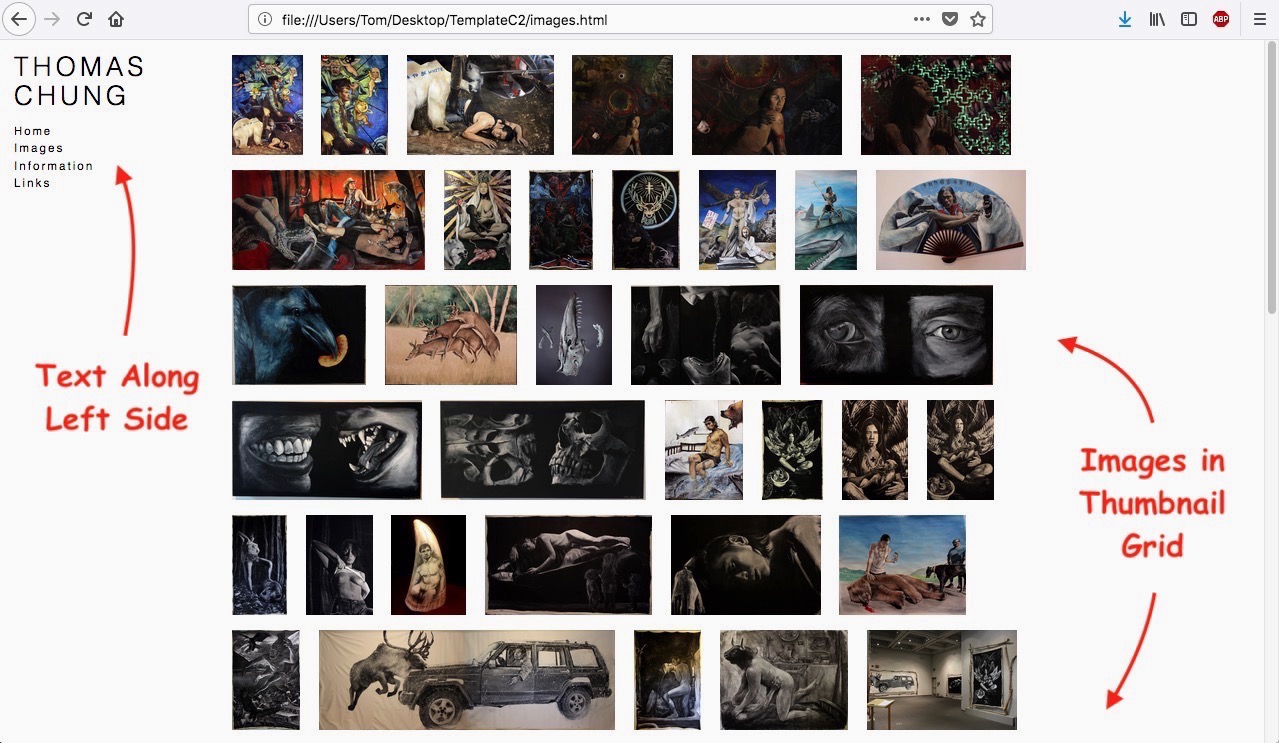 file:///Users/Tom/Desktop/TemplateC2/images.html
ABP
THOMAS
CHUNG
Home
Images
Information
Links
Text Along
Left Side
Images in
Thumbnail
Grid